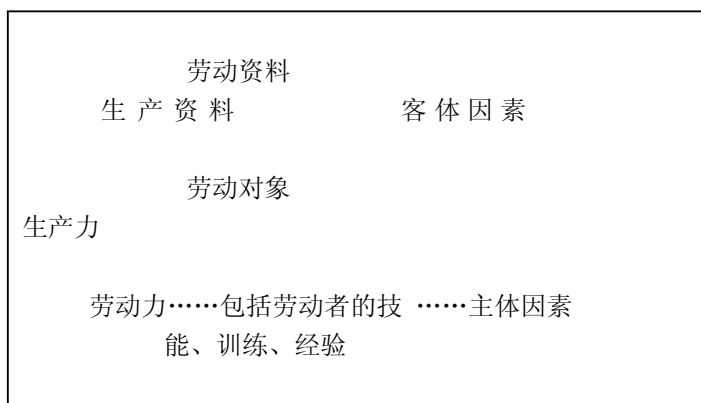 劳动资料
生 产 资 料 客 体 因 素
劳动对象
生产力
劳动力……包括劳动者的技 ……主体因素
能、训练、经验